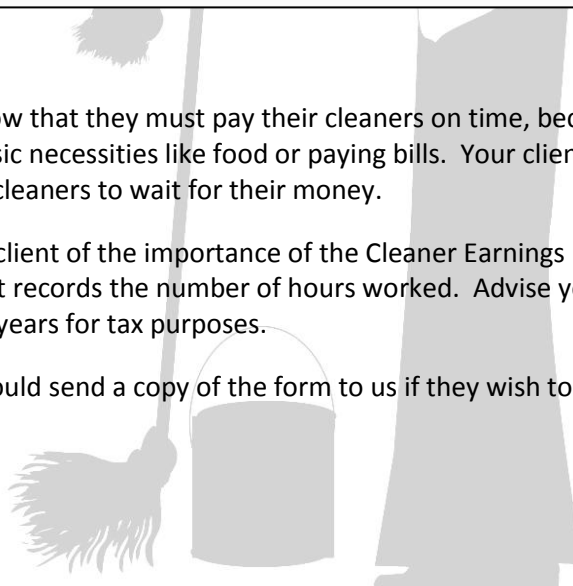 ow that they must pay their cleaners on time, bec
sic necessities like food or paying bills.  Your clien
cleaners to wait for their money.
client of the importance of the Cleaner Earnings
t records the number of hours worked.  Advise yo
years for tax purposes.
ould send a copy of the form to us if they wish to